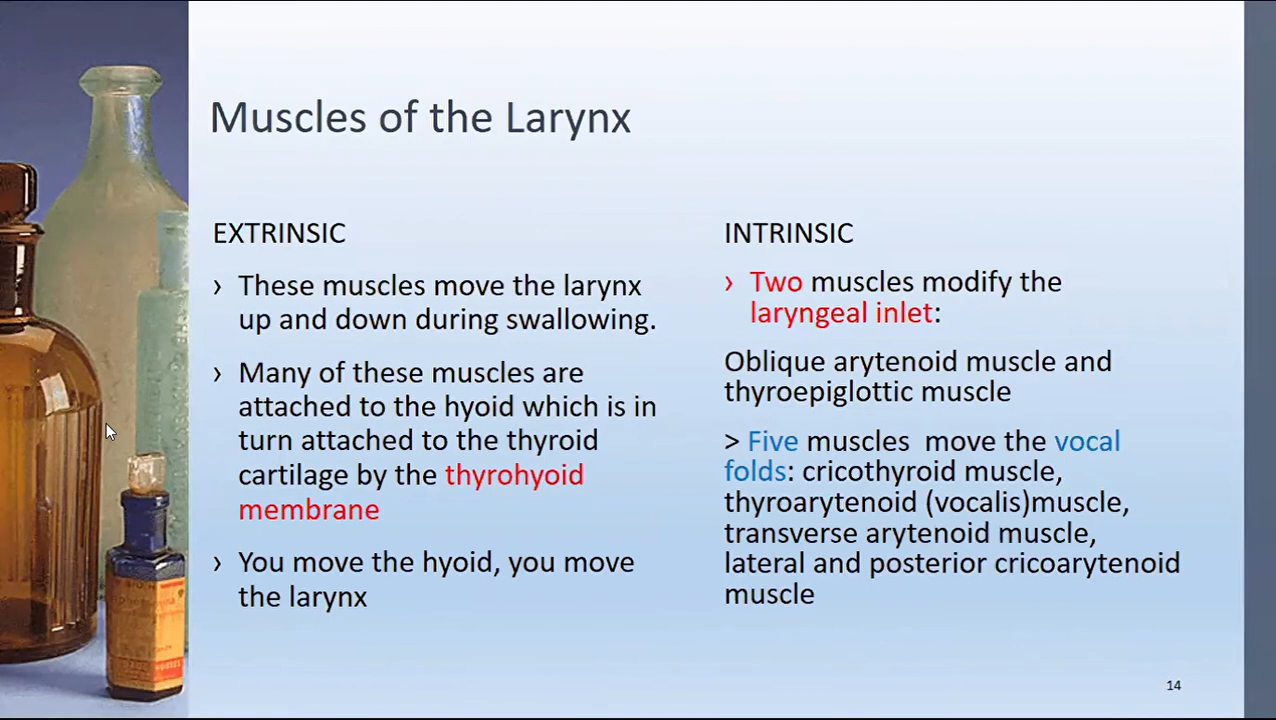 Muscles of the Larynx
EXTRINSIC
› These muscles move the larynx
up and down during swallowing.
› Many of these muscles are
attached to the hyoid which is in
turn attached to the thyroid
cartilage by the thyrohyoid
membrane
› You move the hyoid, you move
the larynx
INTRINSIC
› Two muscles modify the
laryngeal inlet:
Oblique arytenoid muscle and
thyroepiglottic muscle
> Five muscles  move the vocal
folds: cricothyroid muscle,
thyroarytenoid (vocalis)muscle,
transverse arytenoid muscle,
lateral and posterior cricoarytenoid
muscle
14